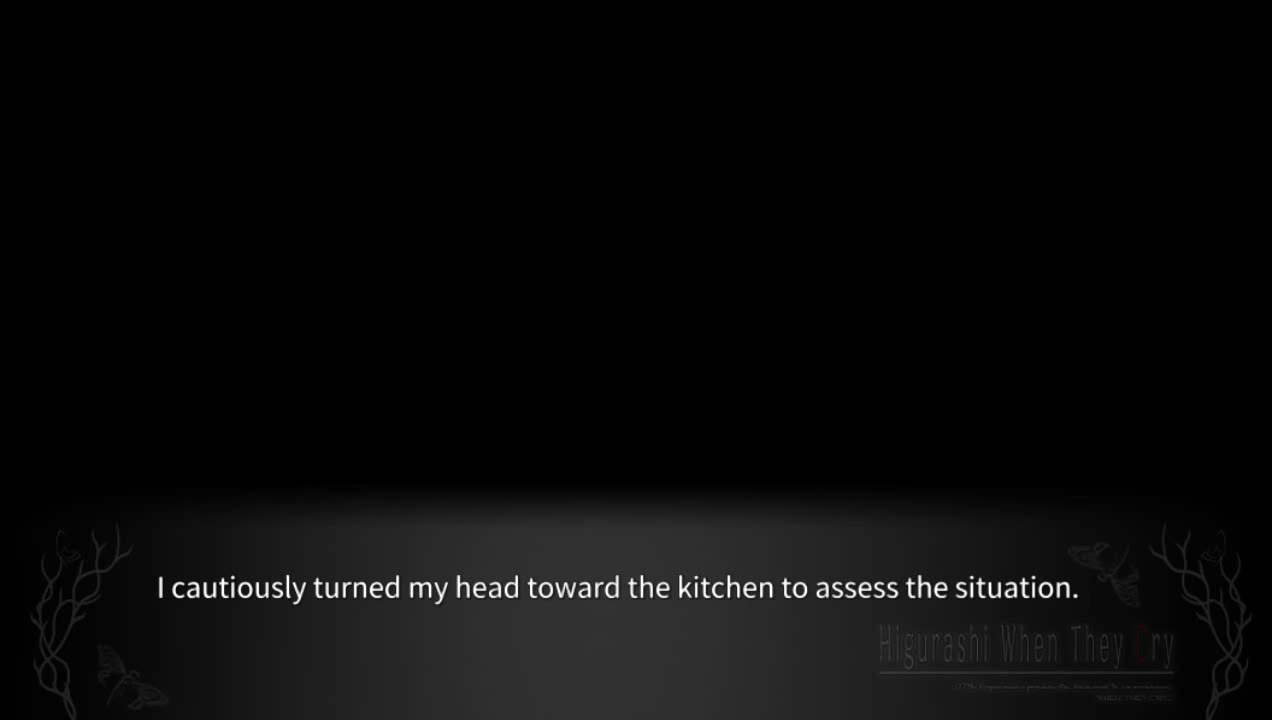 I cautiously turned my head toward the kitchen to assess the situation.
Higurashi When They Cry